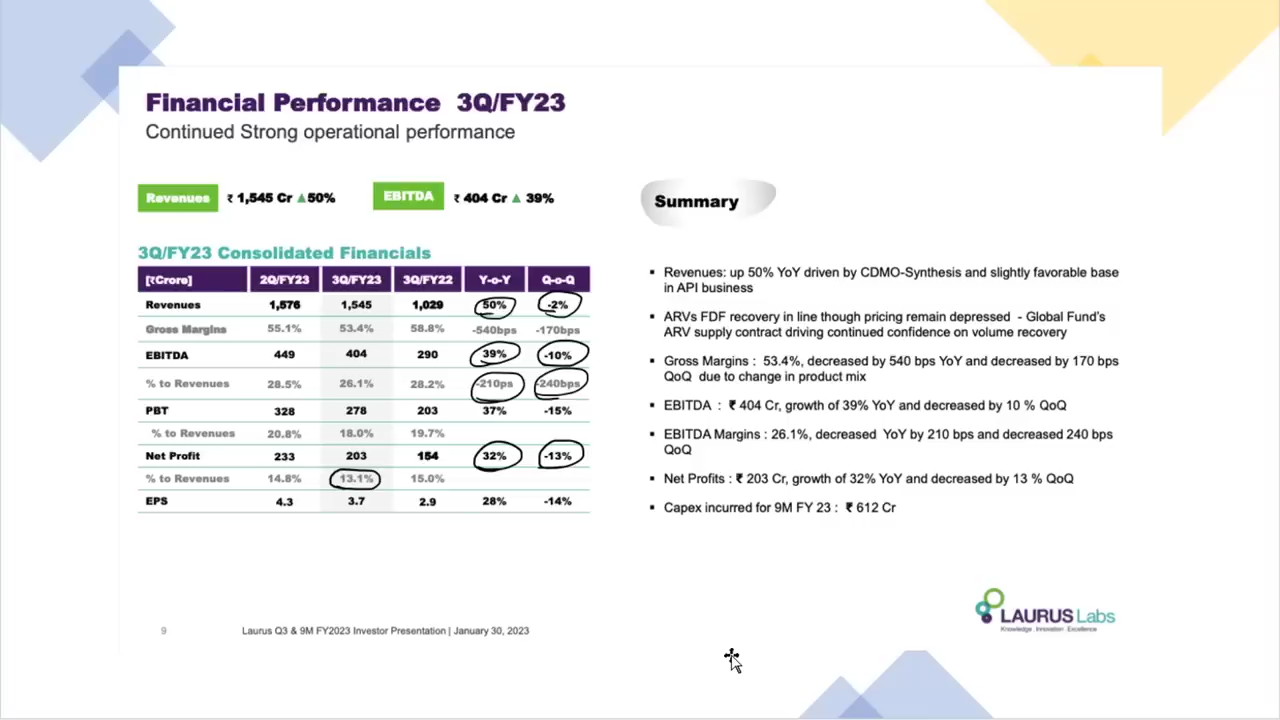 Financial Performance 3Q/FY23
Continued Strong operational performance
Revenues ₹ 1,545 Cr ▲50% EBITDA ₹ 404 Cr ▲ 39%
3Q/FY23 Consolidated Financials
[₹Crore] 2Q/FY23 3Q/FY23 3Q/FY22 Y-o-Y Q-o-Q
Revenues 1,576 1,545 1,029 50% -2%
Gross Margins 55.1% 53.4% 58.8% -540bps -170bps
EBITDA 449 404 290 39% -10%
% to Revenues 28.5% 26.1% 28.2% -210ps -240bps
PBT 328 278 203 37% -15%
% to Revenues 20.8% 18.0% 19.7%
Net Profit 233 203 154 32% -13%
% to Revenues 14.8% 13.1% 15.0%
EPS 4.3 3.7 2.9 28% -14%
Summary
▪ Revenues: up 50% YoY driven by CDMO-Synthesis and slightly favorable base
in API business
▪ ARVs FDF recovery in line though pricing remain depressed - Global Fund's
ARV supply contract driving continued confidence on volume recovery
▪ Gross Margins : 53.4%, decreased by 540 bps YoY and decreased by 170 bps
QoQ due to change in product mix
▪ EBITDA : ₹ 404 Cr, growth of 39% YoY and decreased by 10 % QoQ
▪ EBITDA Margins : 26.1%, decreased YoY by 210 bps and decreased 240 bps
QoQ
▪ Net Profits : ₹ 203 Cr, growth of 32% YoY and decreased by 13 % QoQ
▪ Capex incurred for 9M FY 23 : ₹ 612 Cr
LAURUS Labs
Knowledge . Innovation . Excellence
9 Laurus Q3 & 9M FY2023 Investor Presentation | January 30, 2023